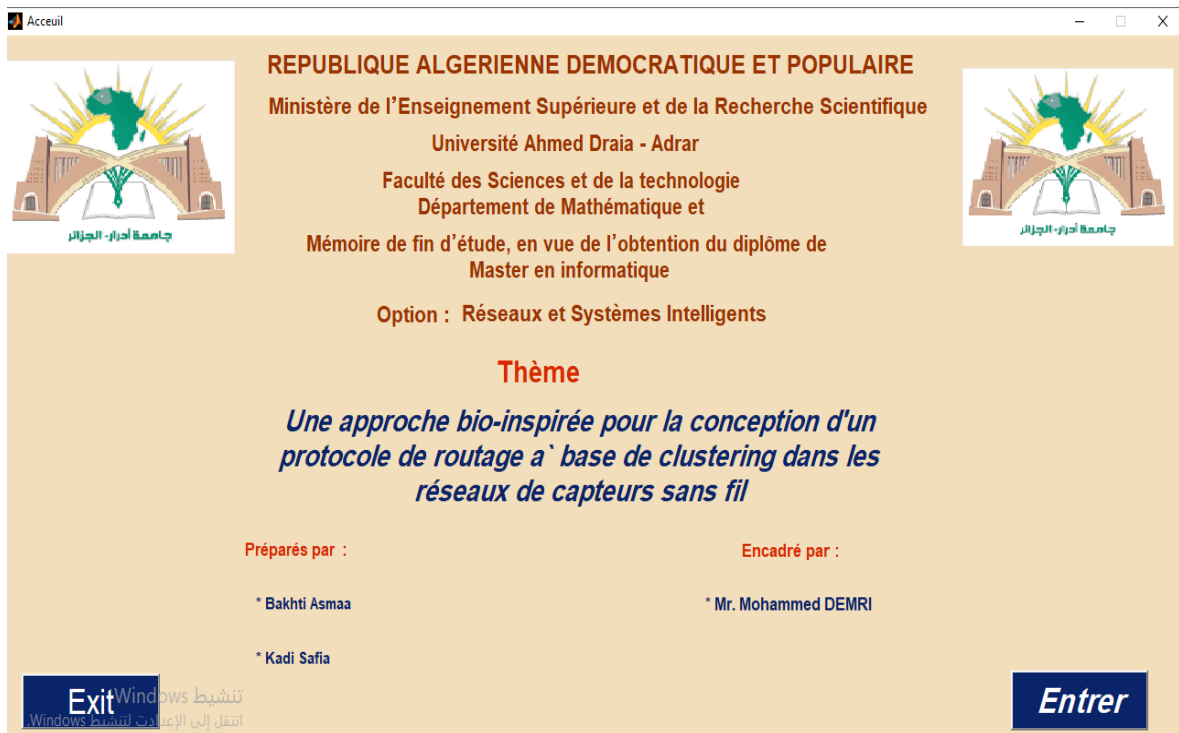 Acceuil
REPUBLIQUE ALGERIENNE DEMOCRATIQUE ET POPULAIRE
Ministère de l'Enseignement Supérieure et de la Recherche Scientifique
Université Ahmed Draia - Adrar
Faculté des Sciences et de la technologie
Département de Mathématique et
Mémoire de fin d'étude, en vue de l'obtention du diplôme de
Master en informatique
Option : Réseaux et Systèmes Intelligents
جامعة أدرار- الجزائر
جامعة أدرار- الجزائر
Thème
Une approche bio-inspirée pour la conception d'un
protocole de routage a` base de clustering dans les
réseaux de capteurs sans fil
Préparés par :
Encadré par :
* Bakhti Asmaa
* Mr. Mohammed DEMRI
* Kadi Safia
Exit
تنشيط Windows
انتقل إلى الإعدادت لتنشيط Windows.
Entrer